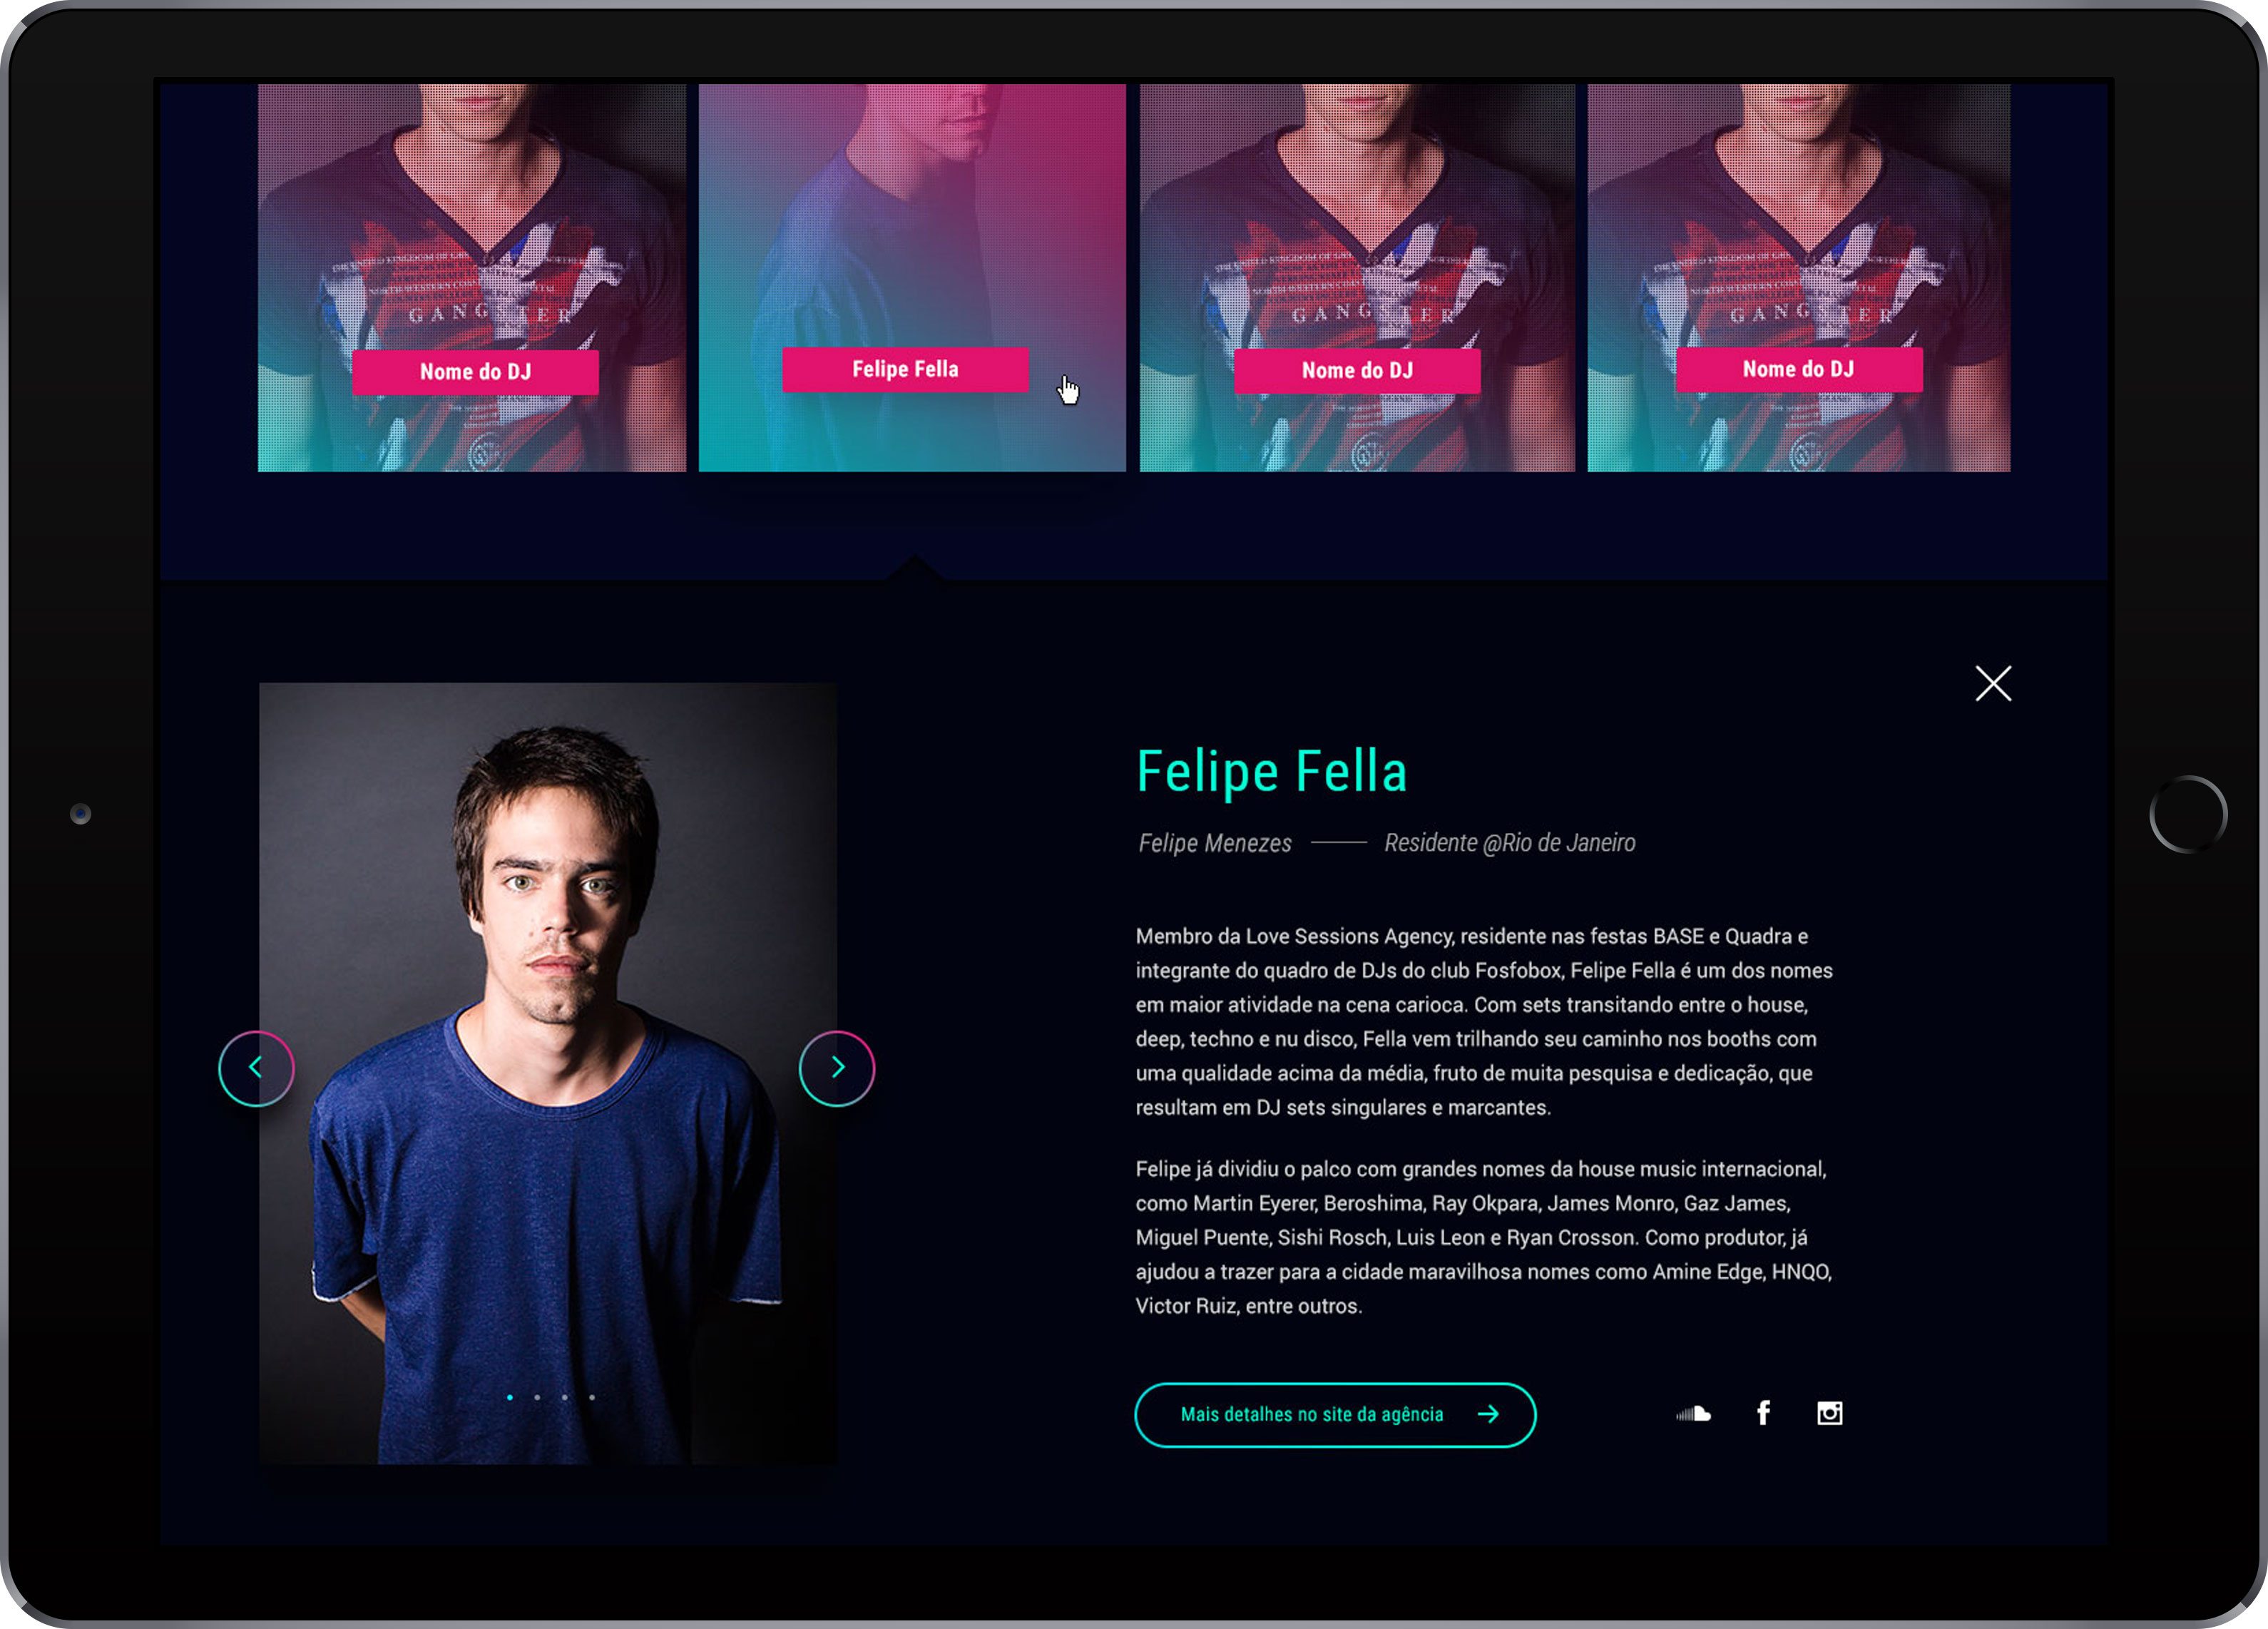 GANGSTER
GANGSTER
GANGSTER
Nome do DJ
Felipe Fella
Nome do DJ
Nome do DJ
Felipe Fella
Felipe Menezes
Residente @Rio de Janeiro
Membro da Love Sessions Agency, residente nas festas BASE e Quadra e
integrante do quadro de DJs do club Fosfobox, Felipe Fella é um dos nomes
em maior atividade na cena carioca. Com sets transitando entre o house,
deep, techno e nu disco, Fella vem trilhando seu caminho nos booths com
uma qualidade acima da média, fruto de muita pesquisa e dedicação, que
resultam em DJ sets singulares e marcantes.
Felipe já dividiu o palco com grandes nomes da house music internacional,
como Martin Eyerer, Beroshima, Ray Okpara, James Monro, Gaz James,
Miguel Puente, Sishi Rosch, Luis Leon e Ryan Crosson. Como produtor, já
ajudou a trazer para a cidade maravilhosa nomes como Amine Edge, HNQO,
Victor Ruiz, entre outros.
Mais detalhes no site da agência